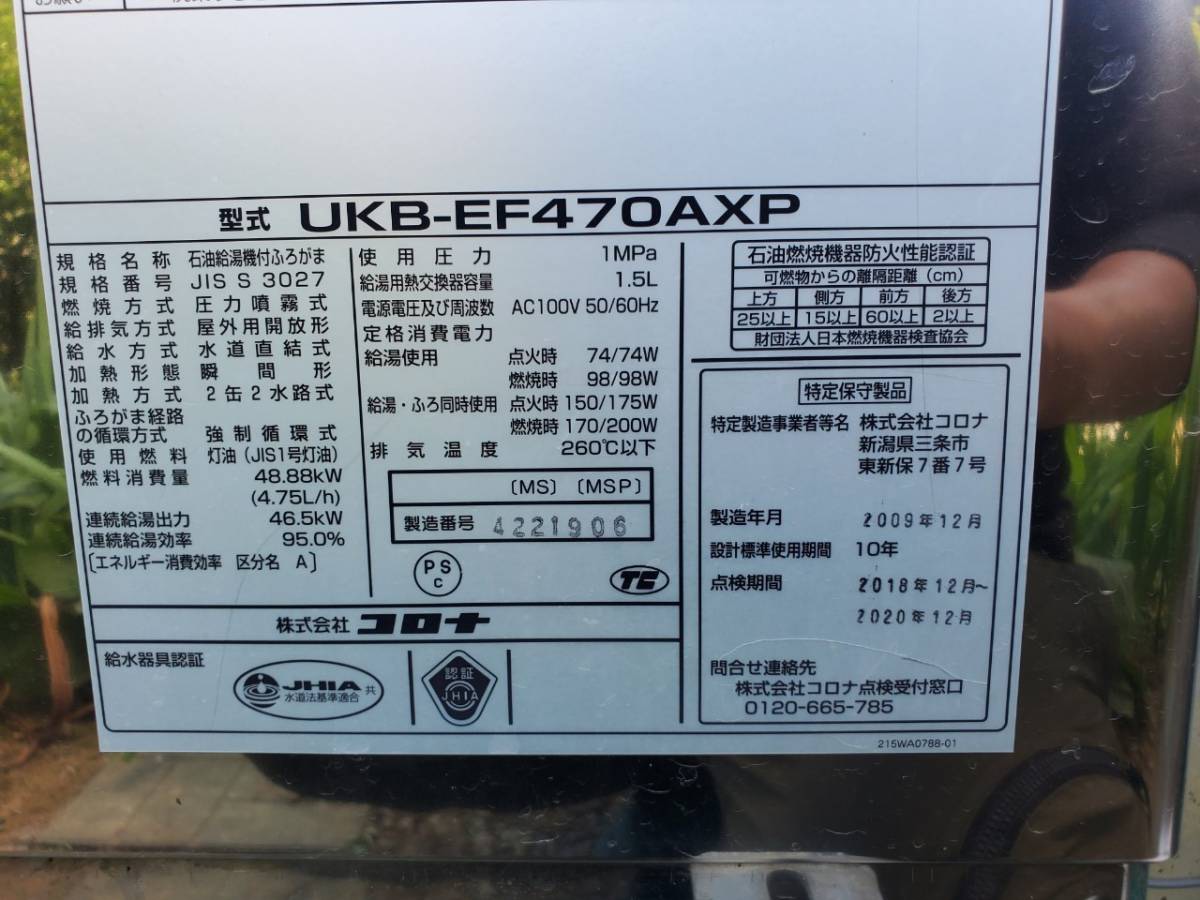 型式 UKB-EF470AXP
規格名称 石油給湯機付ふろがま
規格番号 JIS S 3027
燃焼方式 圧力噴霧式
給排気方式 屋外用開放形
給水方式 水道直結式
加熱形態 瞬間形
加熱方式 2缶2水路式
ふろがま経路
の循環方式 強制循環式
使用燃料 灯油(JIS1号灯油)
燃料消費量 48.88kW
(4.75L/h)
連続給湯出力 46.5kW
連続給湯効率 95.0%
[エネルギー消費効率 区分名 A]
使用圧力 1MPa
給湯用熱交換器容量 1.5L
電源電圧及び周波数 AC100V 50/60Hz
定格消費電力
給湯使用 点火時 74/74W
燃焼時 98/98W
給湯・ふろ同時使用 点火時 150/175W
燃焼時 170/200W
排気温度 260℃以下
(MS) (MSP)
製造番号 4221906
PS
C
TC
株式会社 コロナ
給水器具認証
JHIA 共
水道法基準適合
認証
JHIA
石油燃焼機器防火性能認証
可燃物からの離隔距離(cm)
上方 側方 前方 後方
25以上 15以上 60以上 2以上
財団法人日本燃焼機器検査協会
特定保守製品
特定製造事業者等名 株式会社コロナ
新潟県三条市
東新保7番7号
製造年月 2009年12月
設計標準使用期間 10年
点検期間 2018年12月~
2020年12月
問合せ連絡先
株式会社コロナ点検受付窓口
0120-665-785
215WA0788-01